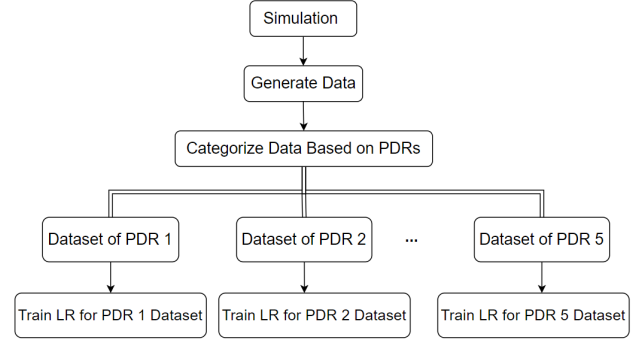 Simulation
Generate Data
Categorize Data Based on PDRs
Dataset of PDR 1
Dataset of PDR 2
...
Dataset of PDR 5
Train LR for PDR 1 Dataset
Train LR for PDR 2 Dataset
Train LR for PDR 5 Dataset